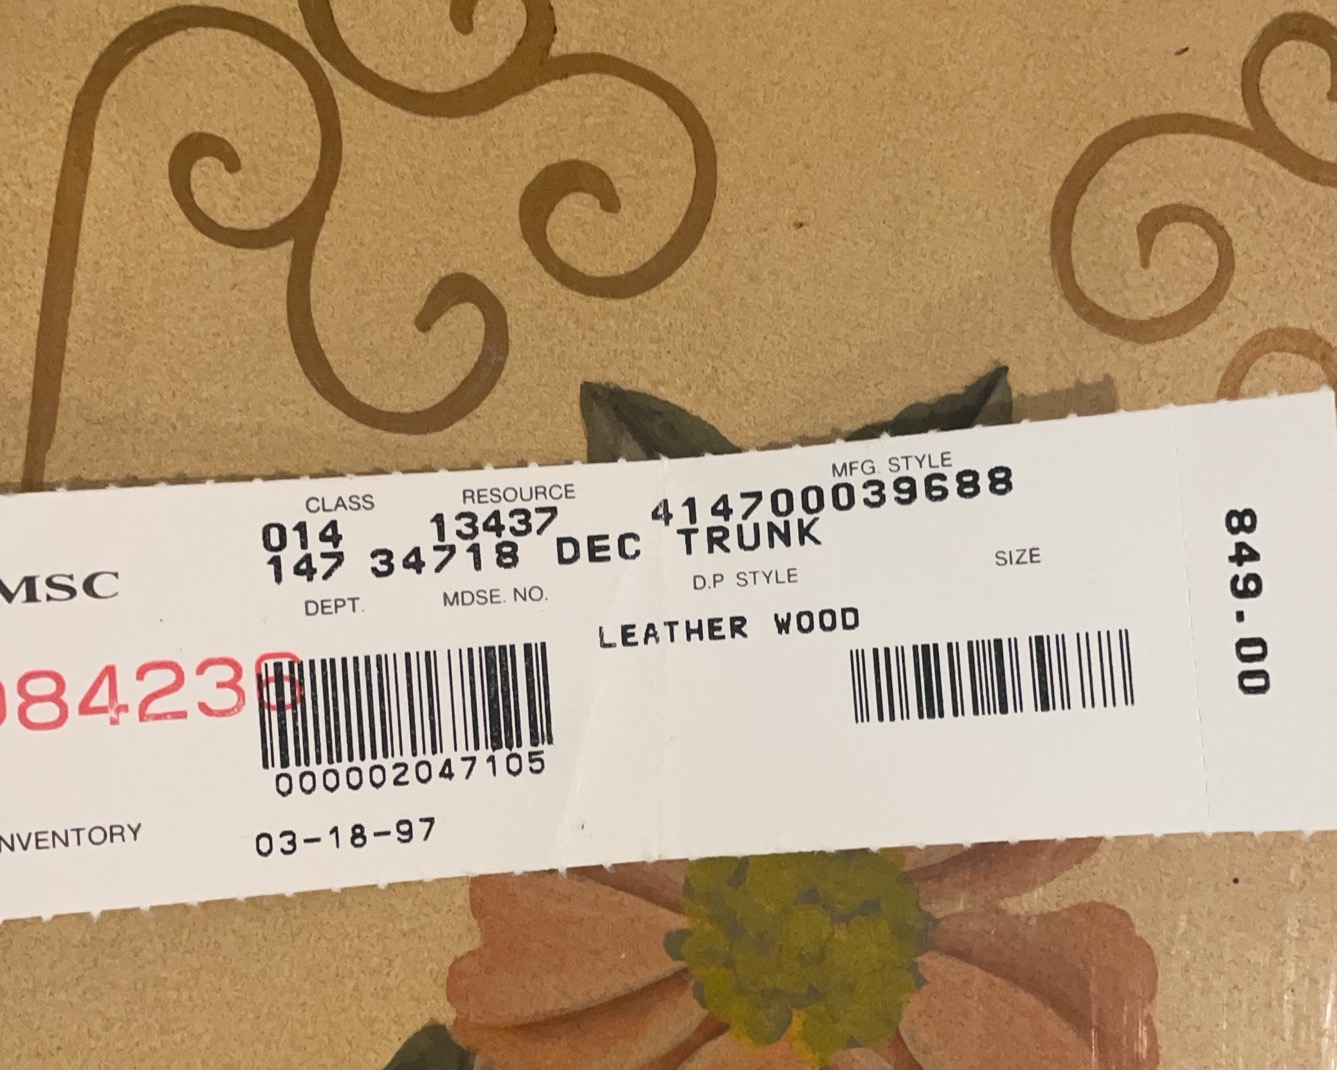 CLASS RESOURCE MFG. STYLE
014 13437 414700039688
147 34718 DEC TRUNK
MSC DEPT. MDSE. NO. D.P STYLE SIZE
LEATHER WOOD
84236
000002047105
NVENTORY 03-18-97
849.00